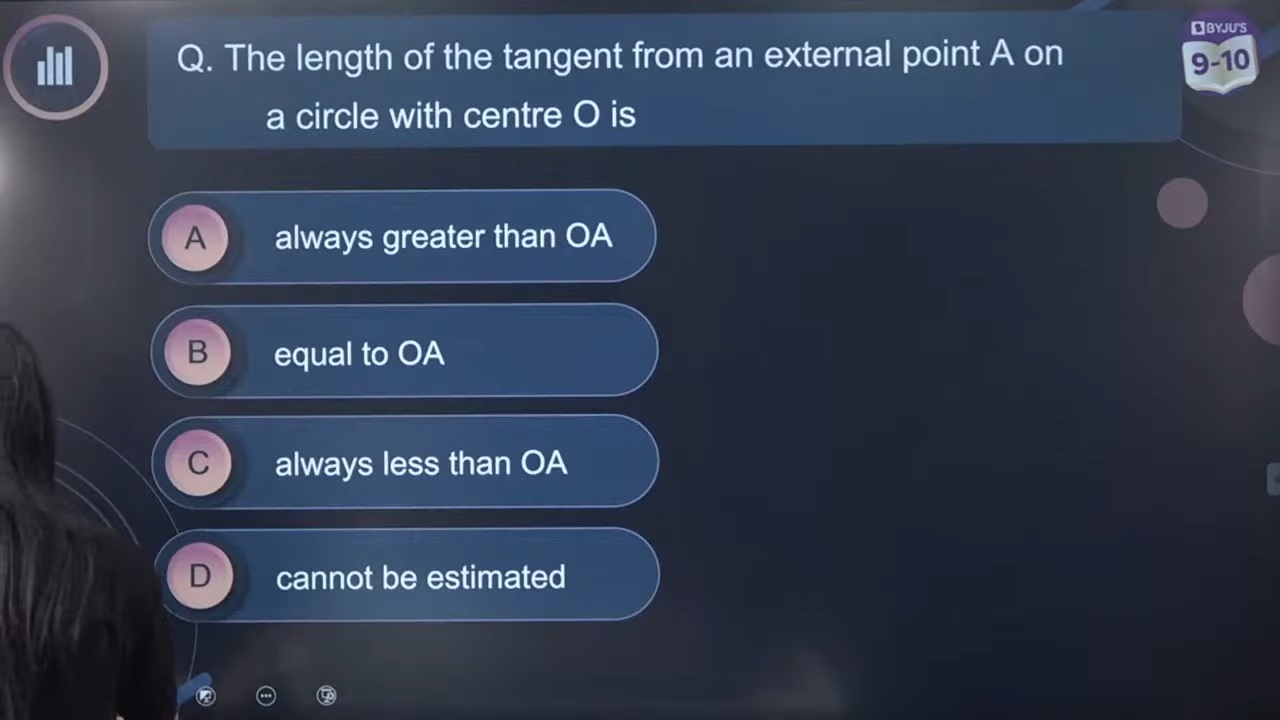 Q. The length of the tangent from an external point A on
a circle with centre O is
BYJU'S
9-10
A always greater than OA
B equal to OA
C always less than OA
D cannot be estimated